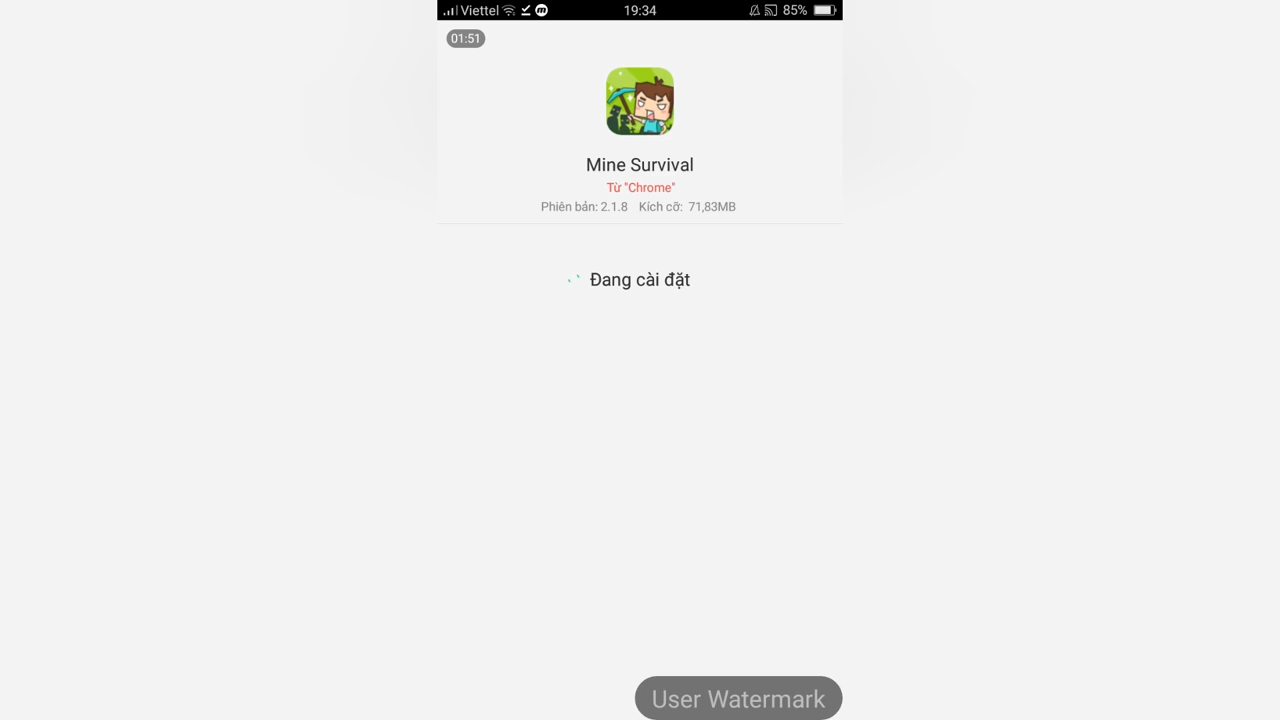 Viettel 19:34 85%
01:51
Mine Survival
Từ "Chrome"
Phiên bản: 2.1.8 Kích cỡ: 71,83MB
Đang cài đặt
User Watermark